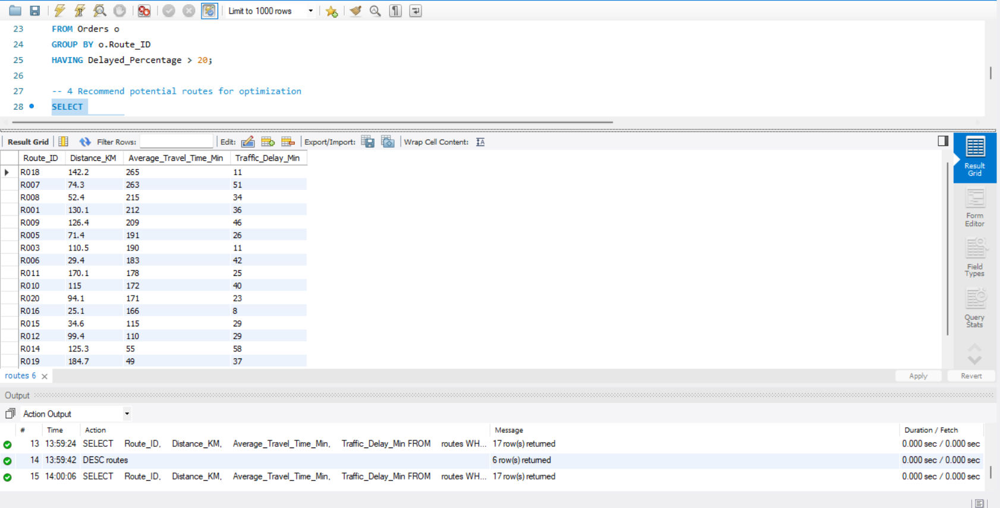 Limit to 1000 rows
23 FROM Orders o
24 GROUP BY o.Route_ID
25 HAVING Delayed_Percentage > 20;
26
27 -- 4 Recommend potential routes for optimization
28 SELECT
Result Grid Filter Rows: Edit: Export/Import: Wrap Cell Content:
Route_ID Distance_KM Average_Travel_Time_Min Traffic_Delay_Min
R018 142.2 265 11
R007 74.3 263 51
R008 52.4 215 34
R001 130.1 212 36
R009 126.4 209 46
R005 71.4 191 26
R003 110.5 190 11
R006 29.4 183 42
R011 170.1 178 25
R010 115 172 40
R020 94.1 171 23
R016 25.1 166 8
R015 34.6 115 29
R012 99.4 110 29
R014 125.3 55 58
R019 184.7 49 37
Result
Grid
Form
Editor
Field
Types
Query
Stats
routes 6 Apply Revert
Output
Action Output
# Time Action Message Duration / Fetch
13 13:59:24 SELECT Route_ID, Distance_KM, Average_Travel_Time_Min, Traffic_Delay_Min FROM routes WH... 17 row(s) returned 0.000 sec / 0.000 sec
14 13:59:42 DESC routes 6 row(s) returned 0.000 sec / 0.000 sec
15 14:00:06 SELECT Route_ID, Distance_KM, Average_Travel_Time_Min, Traffic_Delay_Min FROM routes WH... 17 row(s) returned 0.000 sec / 0.000 sec